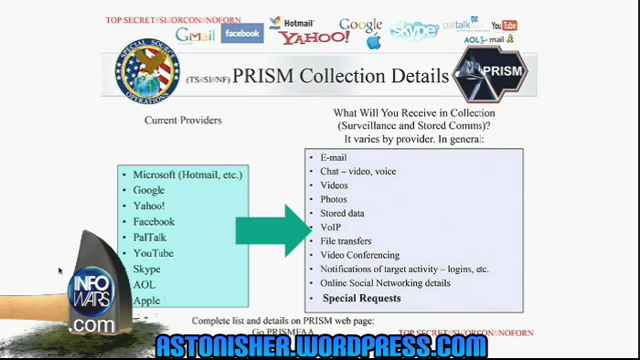 TOP SECRET//SI//ORCON//NOFORN
Gmail facebook Hotmail YAHOO! Google skype paltalk YouTube
AOL mail
SPECIAL SOURCE OPERATIONS
(TS//SI//NF) PRISM Collection Details
PRISM
Current Providers
Microsoft (Hotmail, etc.)
Google
Yahoo!
Facebook
PalTalk
YouTube
Skype
AOL
Apple
What Will You Receive in Collection
(Surveillance and Stored Comms)?
It varies by provider. In general:
E-mail
Chat – video, voice
Videos
Photos
Stored data
VoIP
File transfers
Video Conferencing
Notifications of target activity – logins, etc.
Online Social Networking details
Special Requests
Complete list and details on PRISM web page:
Go PRISMFAA
TOP SECRET//SI//ORCON//NOFORN
INFO
WARS
.com
ASTONISHER.WORDPRESS.COM